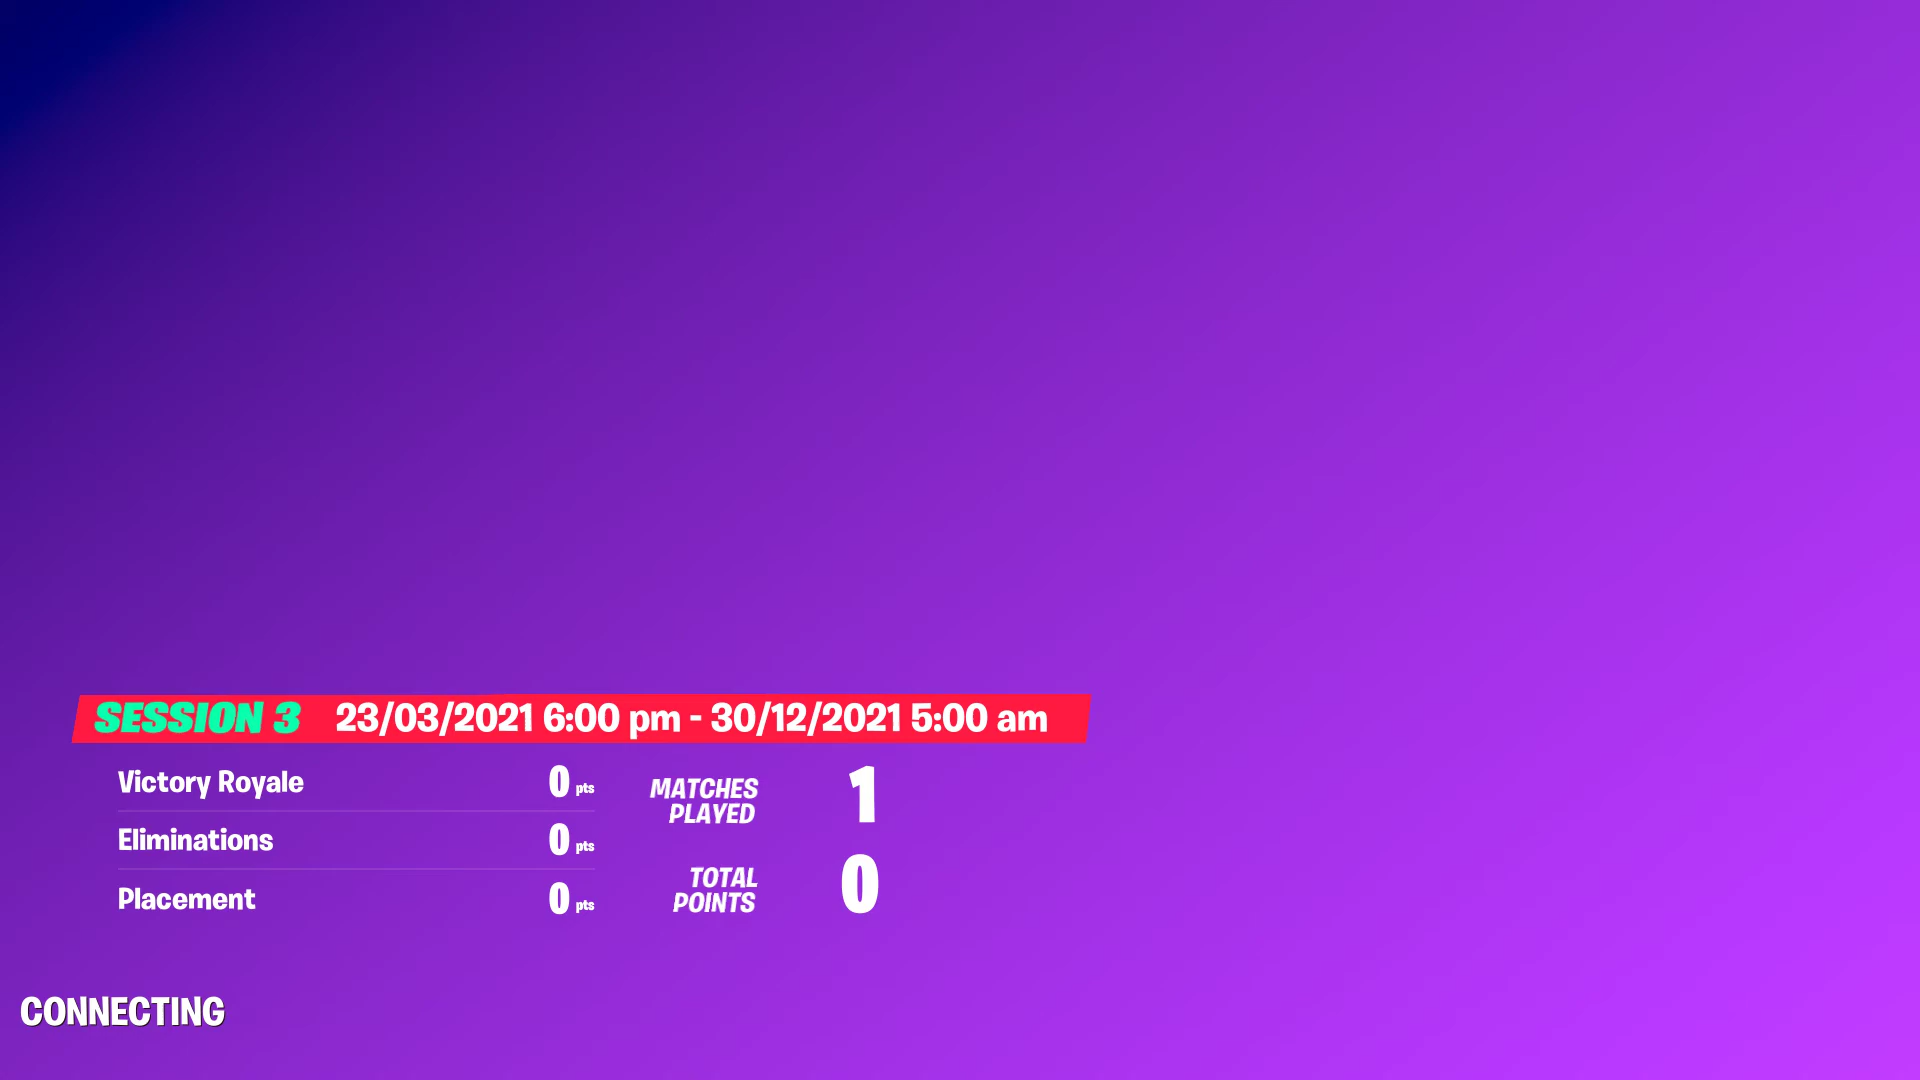 SESSION 3 23/03/2021 6:00 pm - 30/12/2021 5:00 am
Victory Royale 0 pts
Eliminations 0 pts
Placement 0 pts
MATCHES
PLAYED
1
TOTAL
POINTS
0
CONNECTING